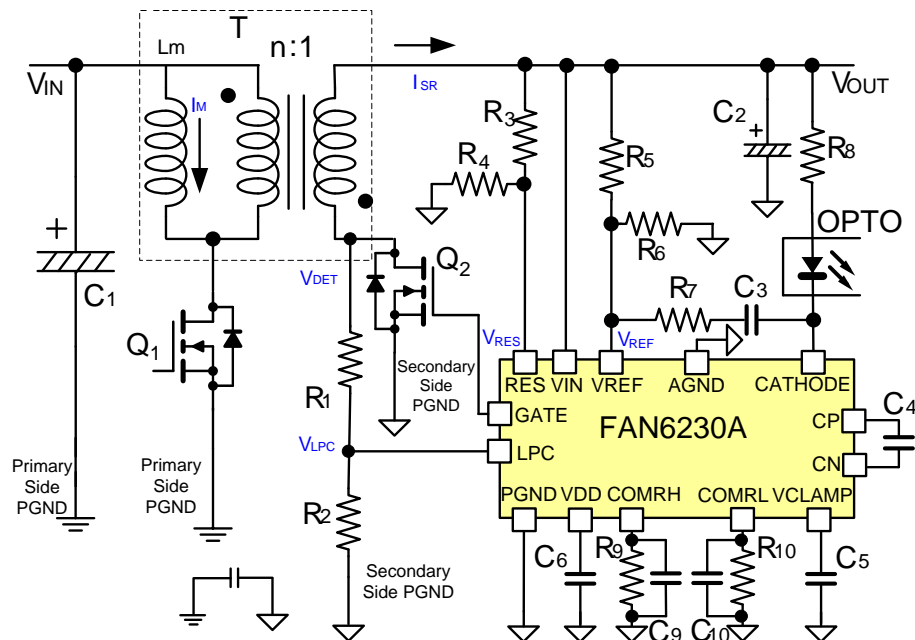 T
Lm
n:1
VIN
IM
ISR
VOUT
R3
C2
R4
R5
R8
+
+
OPTO
R6
Q2
VDET
C1
R7
C3
Q1
VRES
VREF
Secondary
Side
PGND
RES
VIN
VREF
AGND
CATHODE
R1
GATE
FAN6230A
CP
C4
VLPC
LPC
CN
Primary
Side
PGND
Primary
Side
PGND
PGND
VDD
COMRH
COMRL
VCLAMP
R2
C6
R9
R10
C5
Secondary
Side PGND
C9
C10